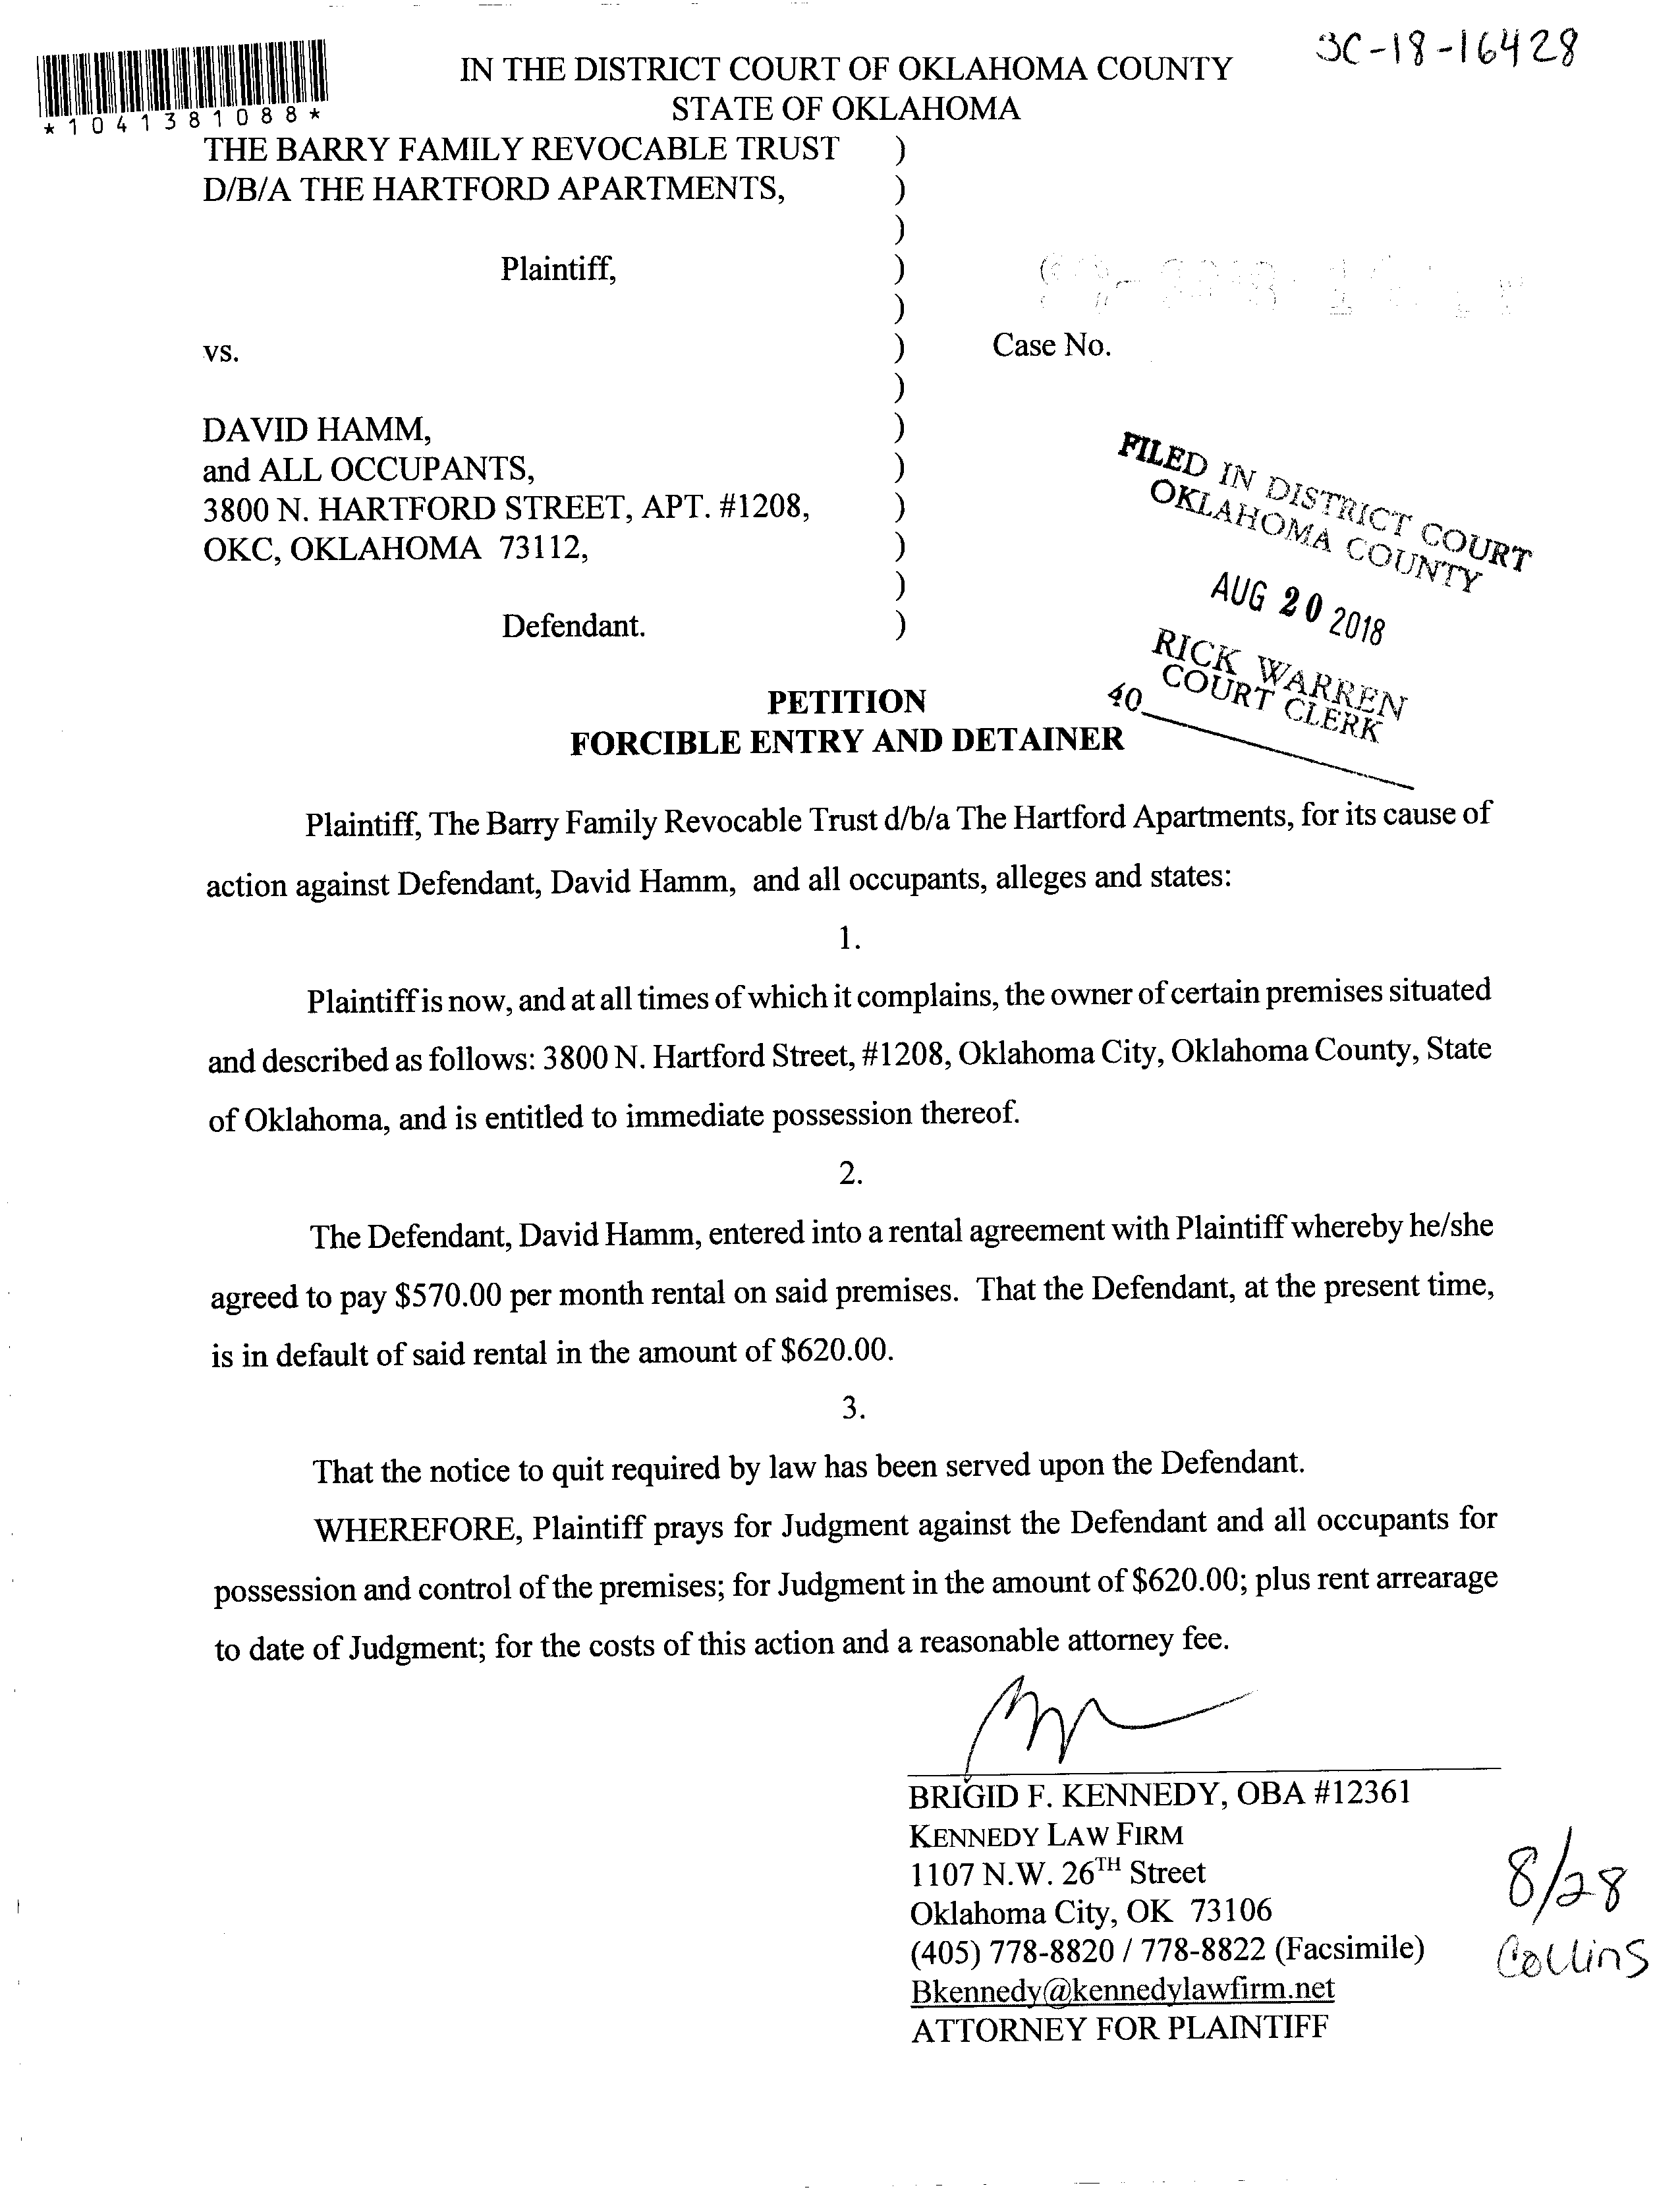 SC-18-16428
*1041381088*
IN THE DISTRICT COURT OF OKLAHOMA COUNTY
STATE OF OKLAHOMA
THE BARRY FAMILY REVOCABLE TRUST )
D/B/A THE HARTFORD APARTMENTS, )
)
Plaintiff, )
)
vs. ) Case No.
)
DAVID HAMM, )
and ALL OCCUPANTS, )
3800 N. HARTFORD STREET, APT. #1208, )
OKC, OKLAHOMA 73112, )
)
Defendant. )
FILED IN DISTRICT COURT
OKLAHOMA COUNTY
AUG 20 2018
RICK WARREN
COURT CLERK
40
PETITION
FORCIBLE ENTRY AND DETAINER
Plaintiff, The Barry Family Revocable Trust d/b/a The Hartford Apartments, for its cause of
action against Defendant, David Hamm, and all occupants, alleges and states:
1.
Plaintiff is now, and at all times of which it complains, the owner of certain premises situated
and described as follows: 3800 N. Hartford Street, #1208, Oklahoma City, Oklahoma County, State
of Oklahoma, and is entitled to immediate possession thereof.
2.
The Defendant, David Hamm, entered into a rental agreement with Plaintiff whereby he/she
agreed to pay $570.00 per month rental on said premises. That the Defendant, at the present time,
is in default of said rental in the amount of $620.00.
3.
That the notice to quit required by law has been served upon the Defendant.
WHEREFORE, Plaintiff prays for Judgment against the Defendant and all occupants for
possession and control of the premises; for Judgment in the amount of $620.00; plus rent arrearage
to date of Judgment; for the costs of this action and a reasonable attorney fee.
BRIGID F. KENNEDY, OBA #12361
KENNEDY LAW FIRM
1107 N.W. 26TH Street
Oklahoma City, OK 73106
(405) 778-8820 / 778-8822 (Facsimile)
Bkennedy@kennedylawfirm.net
ATTORNEY FOR PLAINTIFF
8/28
Collins